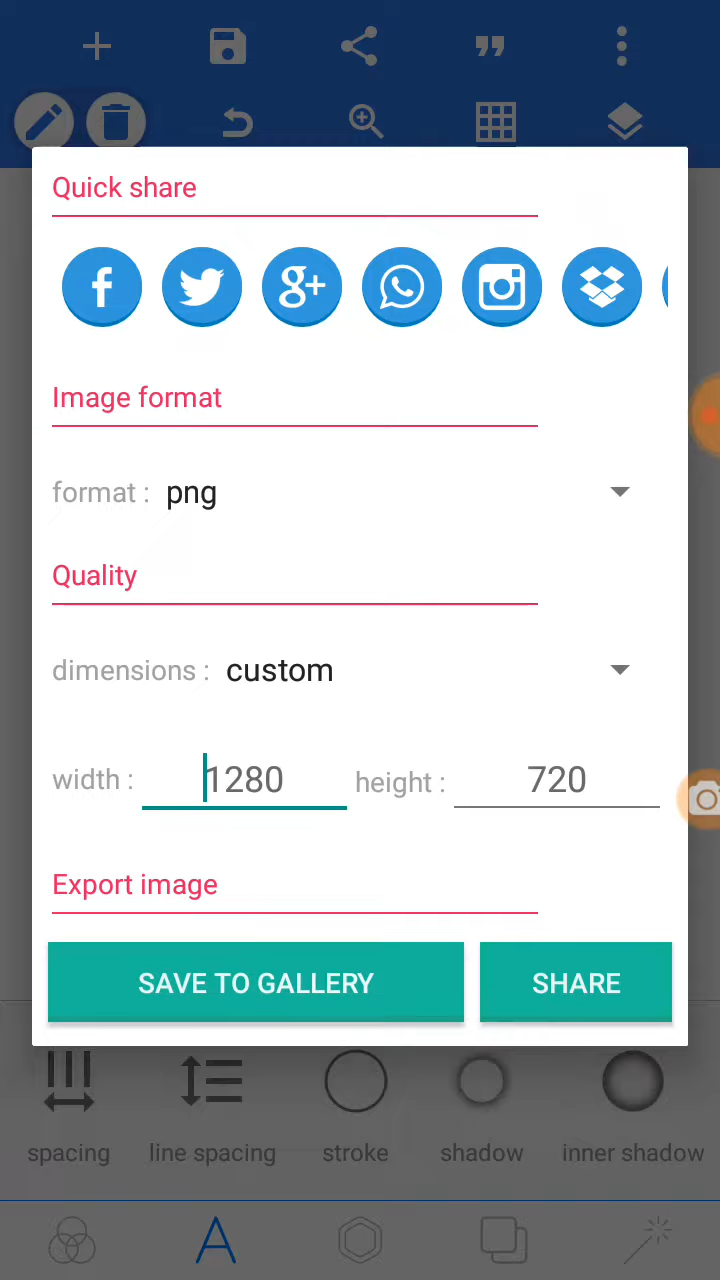 Quick share
Image format
format : png
Quality
dimensions : custom
width : 1280 height : 720
Export image
SAVE TO GALLERY SHARE
spacing line spacing stroke shadow inner shadow